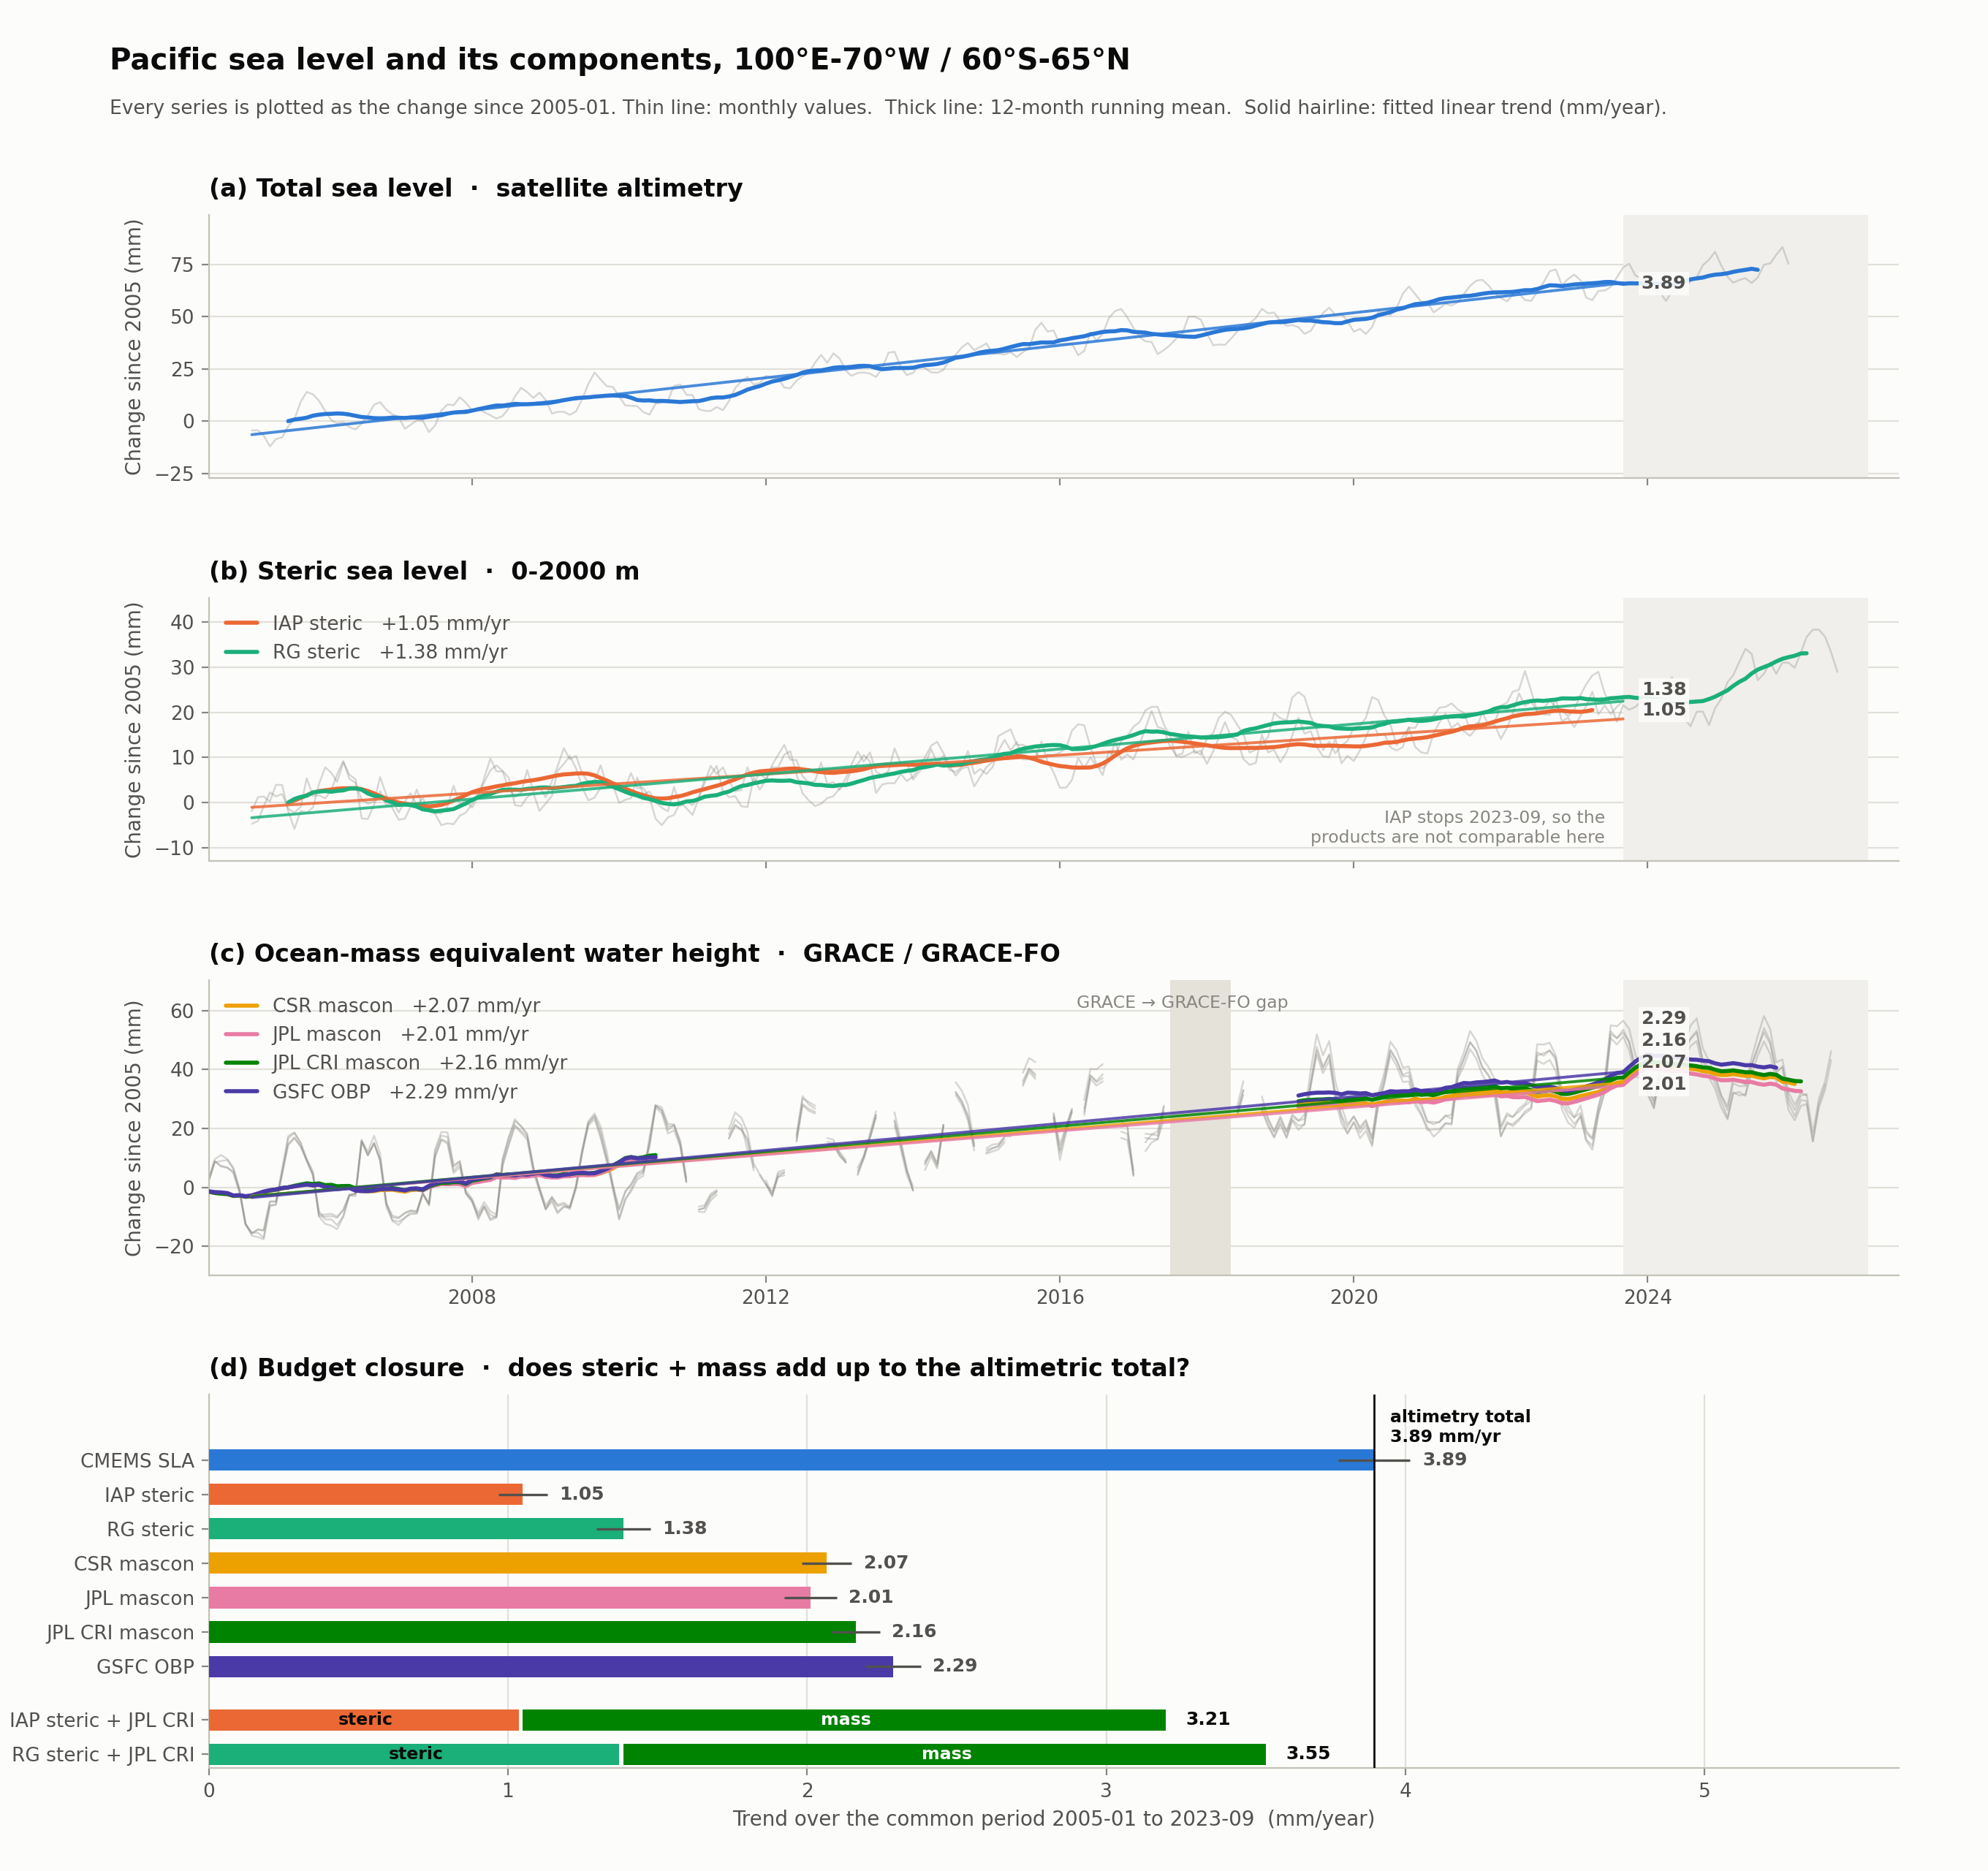 Pacific sea level and its components, 100°E-70°W / 60°S-65°N
Every series is plotted as the change since 2005-01. Thin line: monthly values.  Thick line: 12-month running mean.  Solid hairline: fitted linear trend (mm/year).
(a) Total sea level  ·  satellite altimetry
Change since 2005 (mm)
75
50
25
0
−25
3.89
(b) Steric sea level  ·  0-2000 m
Change since 2005 (mm)
40
30
20
10
0
−10
IAP steric   +1.05 mm/yr
RG steric   +1.38 mm/yr
1.38
1.05
IAP stops 2023-09, so the
products are not comparable here
(c) Ocean-mass equivalent water height  ·  GRACE / GRACE-FO
Change since 2005 (mm)
60
40
20
0
−20
CSR mascon   +2.07 mm/yr
JPL mascon   +2.01 mm/yr
JPL CRI mascon   +2.16 mm/yr
GSFC OBP   +2.29 mm/yr
GRACE → GRACE-FO gap
2.29
2.16
2.07
2.01
2008
2012
2016
2020
2024
(d) Budget closure  ·  does steric + mass add up to the altimetric total?
altimetry total
3.89 mm/yr
CMEMS SLA
3.89
IAP steric
1.05
RG steric
1.38
CSR mascon
2.07
JPL mascon
2.01
JPL CRI mascon
2.16
GSFC OBP
2.29
IAP steric + JPL CRI
steric
mass
3.21
RG steric + JPL CRI
steric
mass
3.55
0
1
2
3
4
5
Trend over the common period 2005-01 to 2023-09  (mm/year)